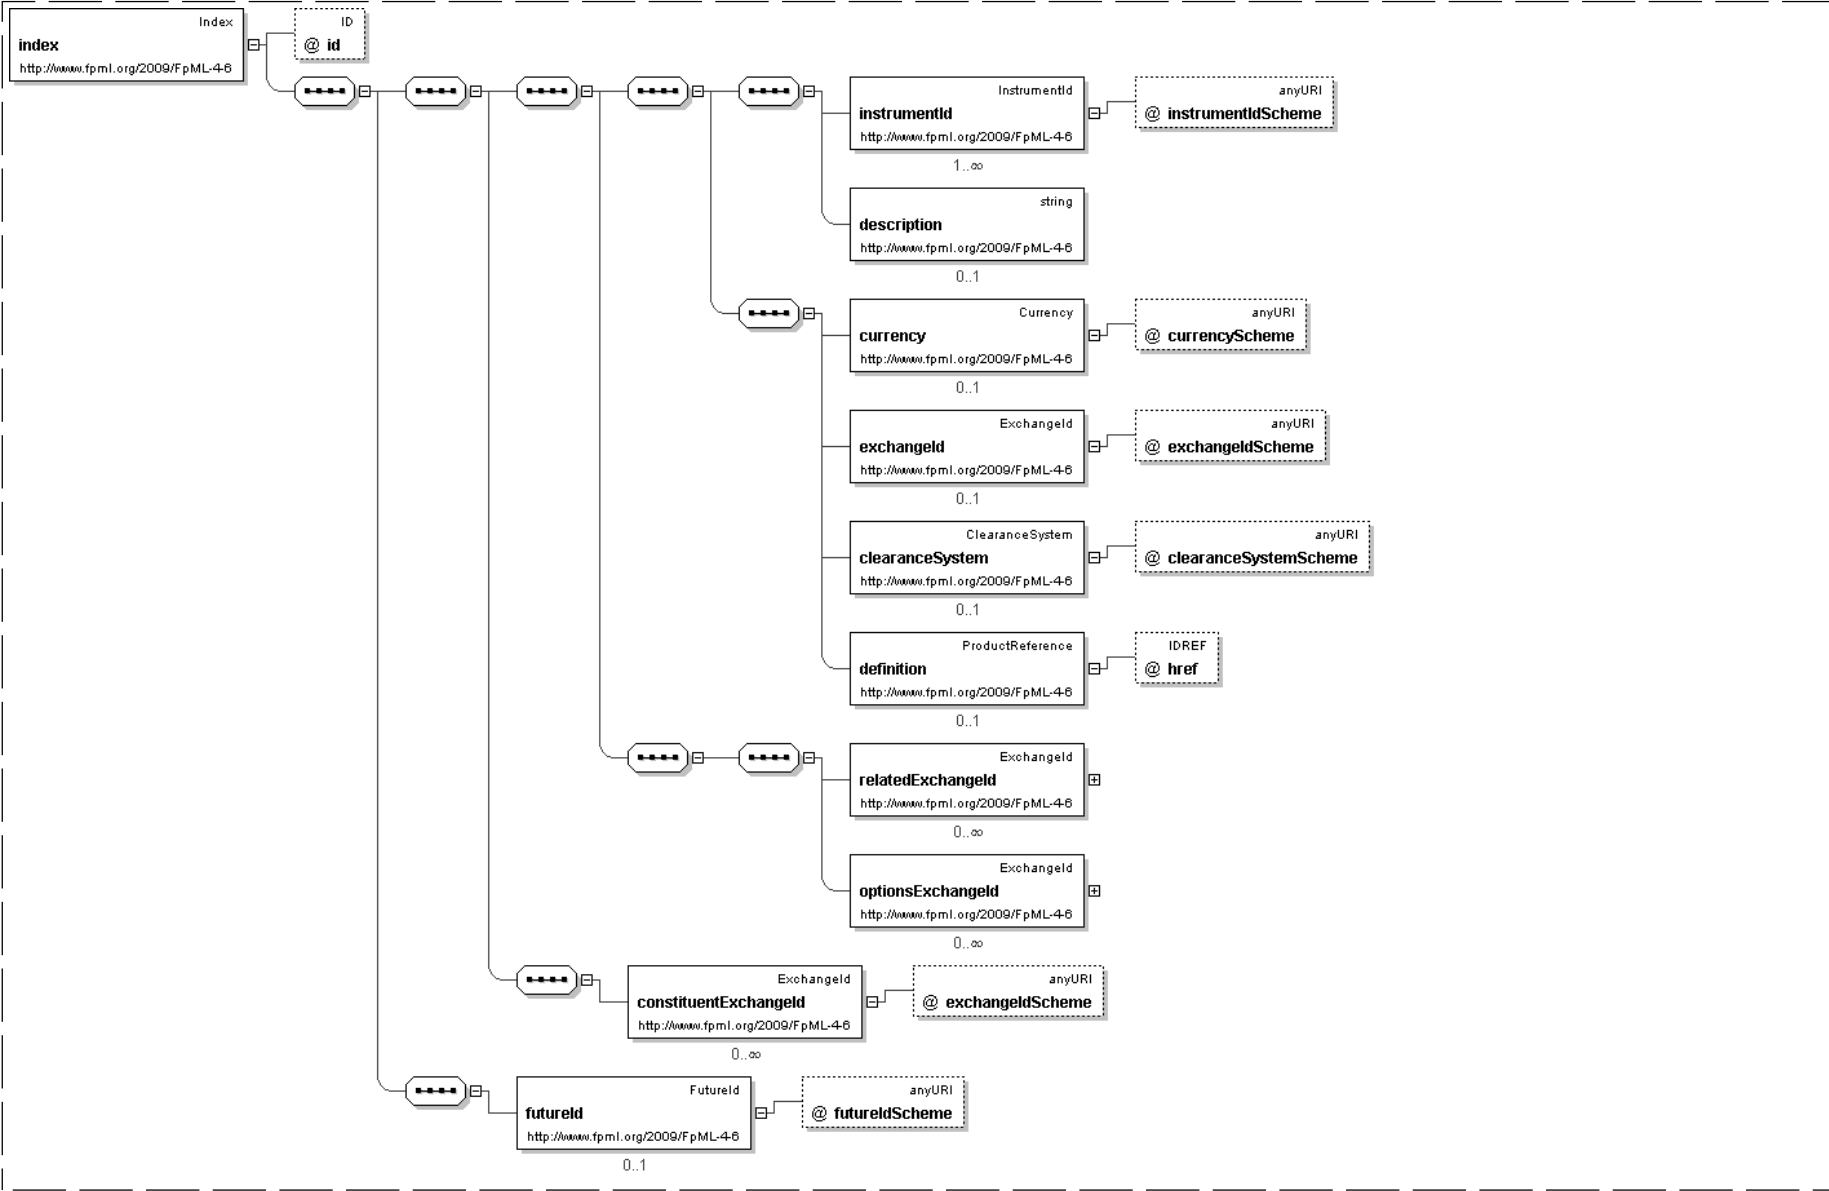 Index
index
http://www.fpml.org/2009/FpML-4-6
ID
@ id
InstrumentId
instrumentId
http://www.fpml.org/2009/FpML-4-6
1..∞
anyURI
@ instrumentIdScheme
string
description
http://www.fpml.org/2009/FpML-4-6
0..1
Currency
currency
http://www.fpml.org/2009/FpML-4-6
0..1
anyURI
@ currencyScheme
ExchangeId
exchangeId
http://www.fpml.org/2009/FpML-4-6
0..1
anyURI
@ exchangeIdScheme
ClearanceSystem
clearanceSystem
http://www.fpml.org/2009/FpML-4-6
0..1
anyURI
@ clearanceSystemScheme
ProductReference
definition
http://www.fpml.org/2009/FpML-4-6
0..1
IDREF
@ href
ExchangeId
relatedExchangeId
http://www.fpml.org/2009/FpML-4-6
0..∞
ExchangeId
optionsExchangeId
http://www.fpml.org/2009/FpML-4-6
0..∞
ExchangeId
constituentExchangeId
http://www.fpml.org/2009/FpML-4-6
0..∞
anyURI
@ exchangeIdScheme
FutureId
futureId
http://www.fpml.org/2009/FpML-4-6
0..1
anyURI
@ futureIdScheme